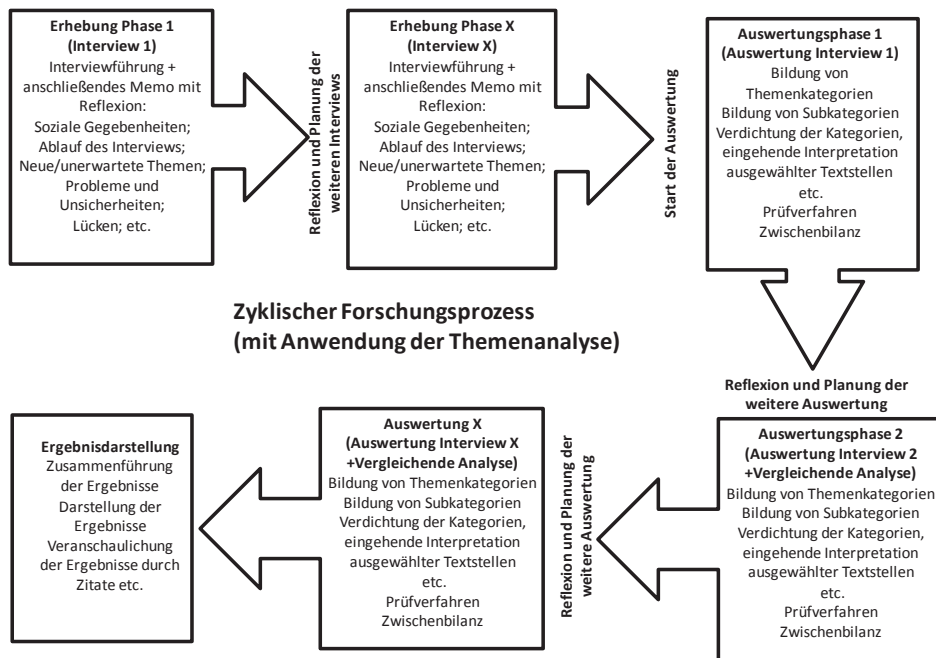 Erhebung Phase 1
(Interview 1)
Interviewführung +
anschließendes Memo mit
Reflexion:
Soziale Gegebenheiten;
Ablauf des Interviews;
Neue/unerwartete Themen;
Probleme und
Unsicherheiten;
Lücken; etc.
Reflexion und Planung der
weiteren Interviews
Erhebung Phase X
(Interview X)
Interviewführung +
anschließendes Memo mit
Reflexion:
Soziale Gegebenheiten;
Ablauf des Interviews;
Neue/unerwartete Themen;
Probleme und
Unsicherheiten;
Lücken; etc.
Start der Auswertung
Auswertungsphase 1
(Auswertung Interview 1)
Bildung von
Themenkategorien
Bildung von Subkategorien
Verdichtung der Kategorien,
eingehende Interpretation
ausgewählter Textstellen
etc.
Prüfverfahren
Zwischenbilanz
Zyklischer Forschungsprozess
(mit Anwendung der Themenanalyse)
Reflexion und Planung der
weitere Auswertung
Auswertungsphase 2
(Auswertung Interview 2
+Vergleichende Analyse)
Bildung von Themenkategorien
Bildung von Subkategorien
Verdichtung der Kategorien,
eingehende Interpretation
ausgewählter Textstellen
etc.
Prüfverfahren
Zwischenbilanz
Reflexion und Planung der
weitere Auswertung
Auswertung X
(Auswertung Interview X
+Vergleichende Analyse)
Bildung von Themenkategorien
Bildung von Subkategorien
Verdichtung der Kategorien,
eingehende Interpretation
ausgewählter Textstellen
etc.
Prüfverfahren
Zwischenbilanz
Ergebnisdarstellung
Zusammenführung
der Ergebnisse
Darstellung der
Ergebnisse
Veranschaulichung
der Ergebnisse durch
Zitate etc.